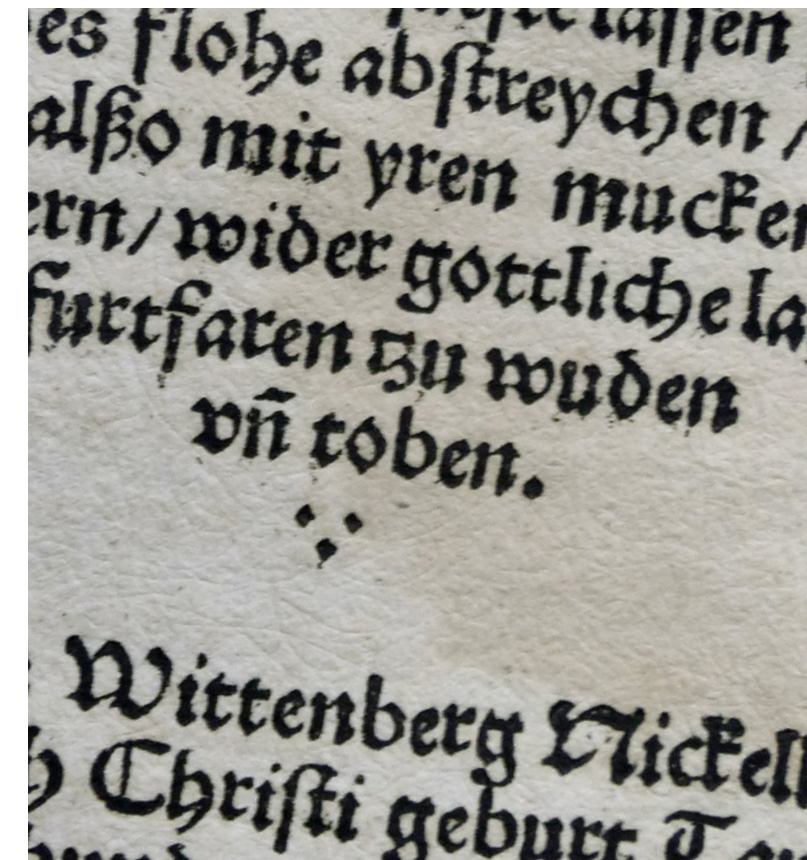 lassen
es flohe abstreychen /
alßo mit yren mucken
ern/ wider gottliche la
furtfaren zu wuden
vñ toben.
Wittenberg Nickell
h Christi geburt